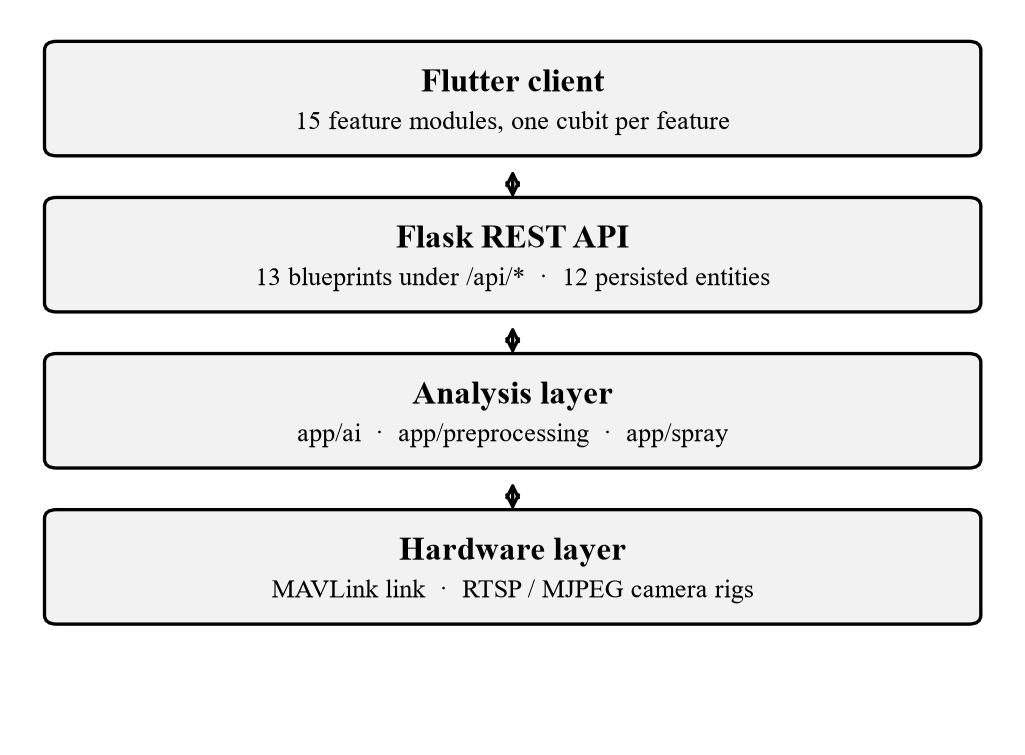 Flutter client
15 feature modules, one cubit per feature
Flask REST API
13 blueprints under /api/* · 12 persisted entities
Analysis layer
app/ai · app/preprocessing · app/spray
Hardware layer
MAVLink link · RTSP / MJPEG camera rigs